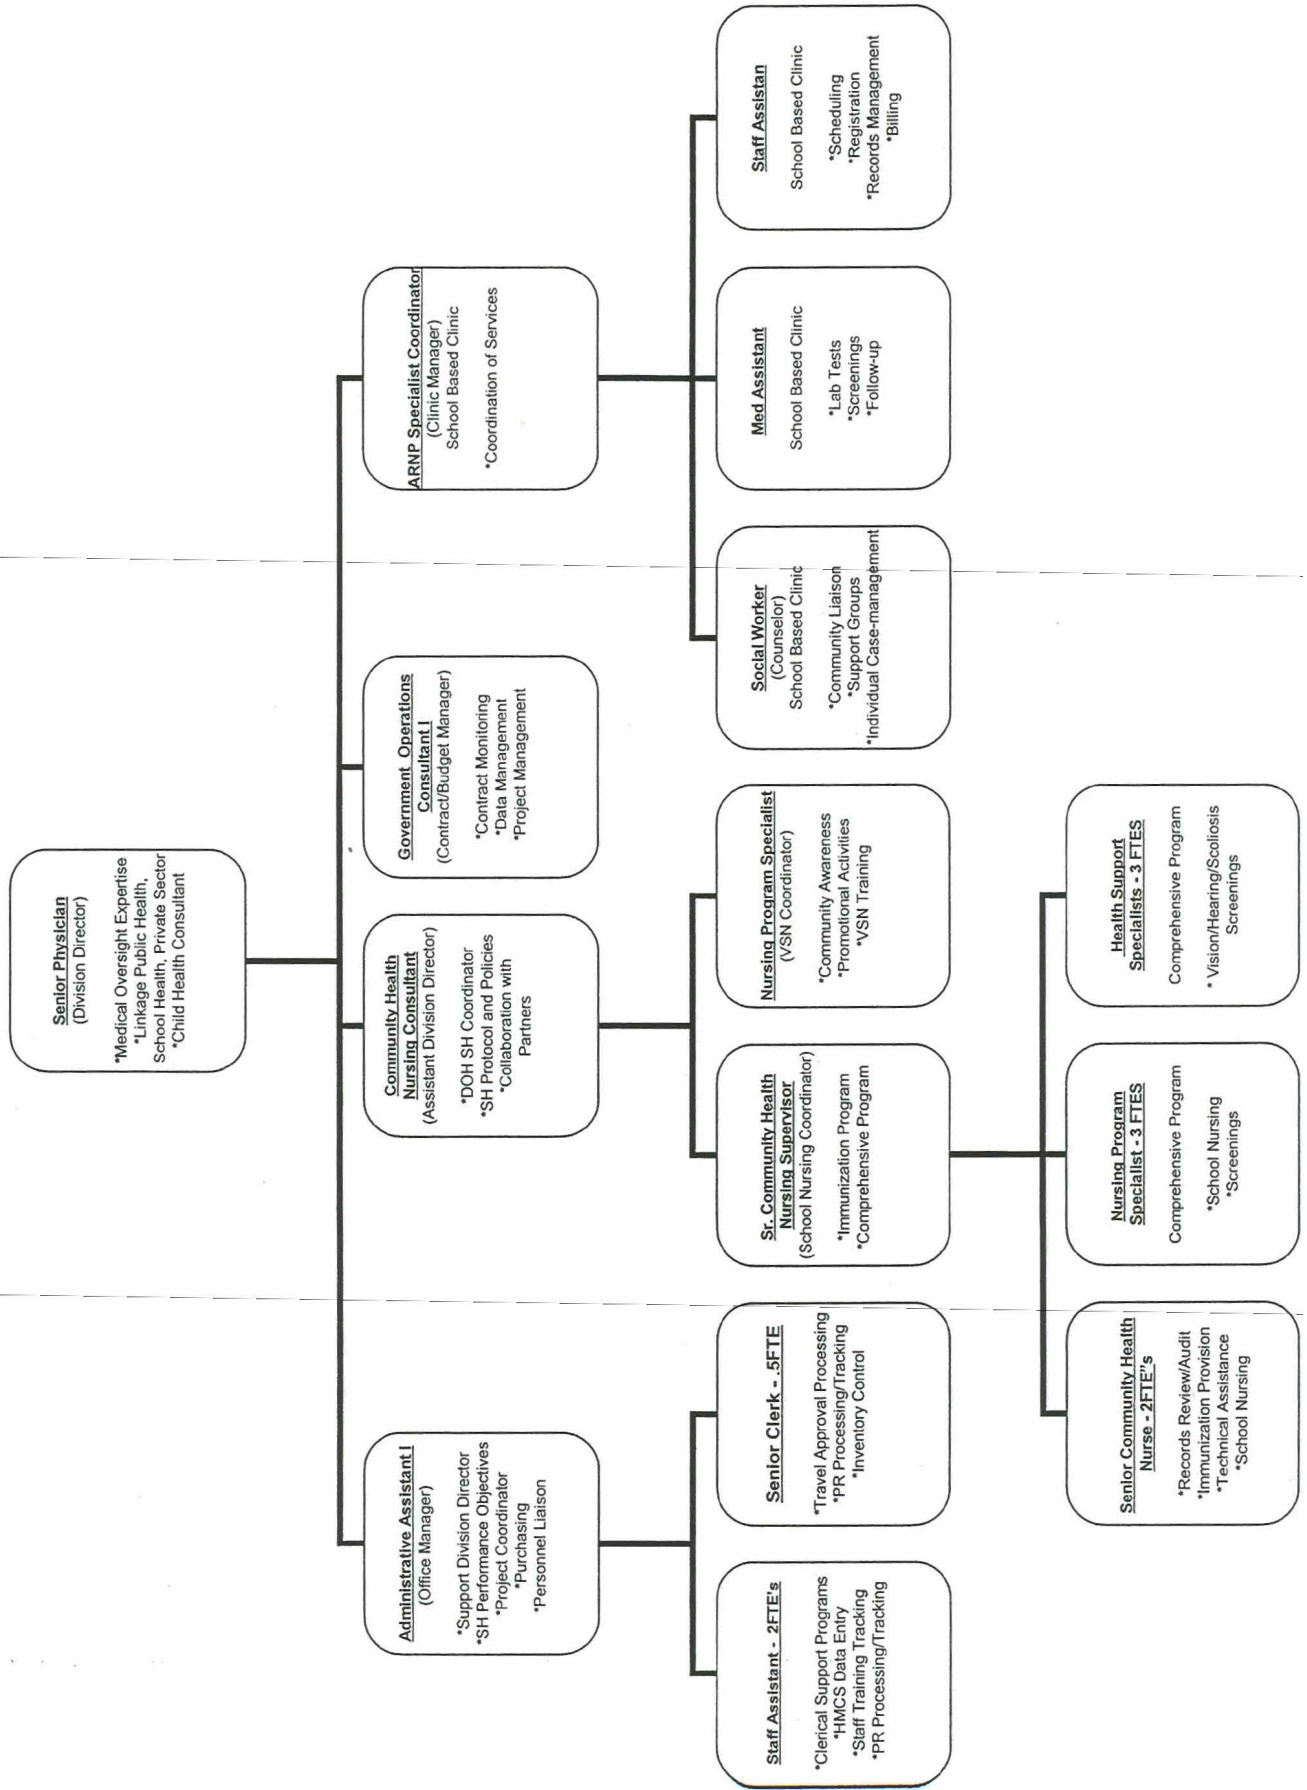 Senior Physician
(Division Director)
*Medical Oversight Expertise
*Linkage Public Health,
School Health, Private Sector
*Child Health Consultant
Administrative Assistant I
(Office Manager)
*Support Division Director
*SH Performance Objectives
*Project Coordinator
*Purchasing
*Personnel Liaison
Community Health
Nursing Consultant
(Assistant Division Director)
*DOH SH Coordinator
*SH Protocol and Policies
*Collaboration with
Partners
Government Operations
Consultant I
(Contract/Budget Manager)
*Contract Monitoring
*Data Management
*Project Management
ARNP Specialist Coordinator
(Clinic Manager)
School Based Clinic
*Coordination of Services
Staff Assistant - 2FTE's
*Clerical Support Programs
*HMCS Data Entry
*Staff Training Tracking
*PR Processing/Tracking
Senior Clerk - .5FTE
*Travel Approval Processing
*PR Processing/Tracking
*Inventory Control
Sr. Community Health
Nursing Supervisor
(School Nursing Coordinator)
*Immunization Program
*Comprehensive Program
Nursing Program Specialist
(VSN Coordinator)
*Community Awareness
*Promotional Activities
*VSN Training
Social Worker
(Counselor)
School Based Clinic
*Community Liaison
*Support Groups
*Individual Case-management
Med Assistant
School Based Clinic
*Lab Tests
*Screenings
*Follow-up
Staff Assistan
School Based Clinic
*Scheduling
*Registration
*Records Management
*Billing
Senior Community Health
Nurse - 2FTE"s
*Records Review/Audit
*Immunization Provision
*Technical Assistance
*School Nursing
Nursing Program
Specialist - 3 FTES
Comprehensive Program
*School Nursing
*Screenings
Health Support
Specialists - 3 FTES
Comprehensive Program
* Vision/Hearing/Scoliosis
Screenings